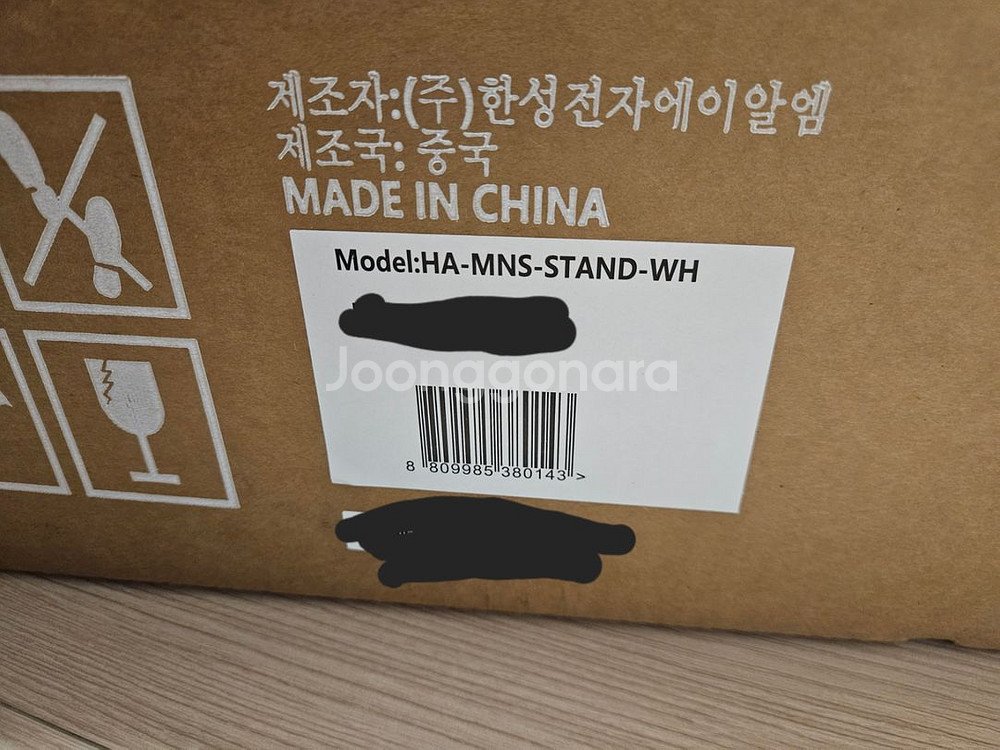 제조자:(주)한성전자에이알엠
제조국: 중국
MADE IN CHINA
Model:HA-MNS-STAND-WH
Joonggonara
8 809985 380143 >